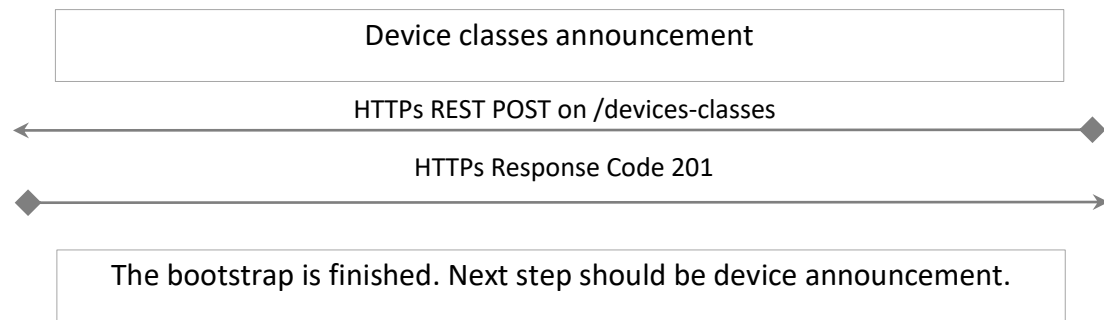 Device classes announcement
HTTPs REST POST on /devices-classes
HTTPs Response Code 201
The bootstrap is finished. Next step should be device announcement.